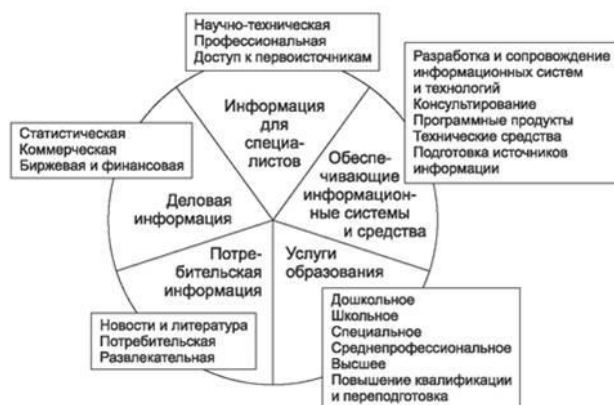 Научно-техническая
Профессиональная
Доступ к первоисточникам
Информация
для
специа-
листов
Разработка и сопровождение
информационных систем
и технологий
Консультирование
Программные продукты
Технические средства
Подготовка источников
информации
Обеспе-
чивающие
информацион-
ные системы
и средства
Статистическая
Коммерческая
Биржевая и финансовая
Деловая
информация
Потре-
бительская
информация
Новости и литература
Потребительская
Развлекательная
Услуги
образования
Дошкольное
Школьное
Специальное
Среднепрофессиональное
Высшее
Повышение квалификации
и переподготовка